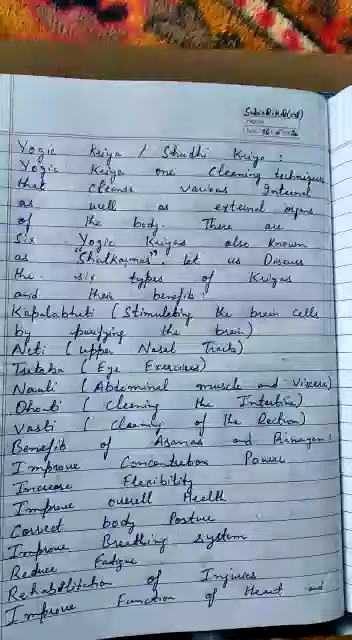 Yogic Kriya / Shudhi Kriya :
Yogic Kriya are Cleaning techniques
that cleanse various Internal
as well as external organs
of the body. There are
six "Yogic Kriyas also known
as Shatkarmas" let us Discuss
the six types of Kriyas
and their benefits:
Kapalabhati (Stimulating the brain cells
by purifying the brain)
Neti (upper Nasal Tracts)
Trataka (Eye Exercises)
Nauli (Abdominal muscle and Viscera)
Dhauti (Cleaning the Intestine)
Vasti (Cleaning of the Rectum)
Benefits of Asanas and Pranayam:
Improve Concentration Power
Increase Flexibility
Improve overell Health
Correct body Posture
Improve Breathing system
Reduce Fatigue
Rehabilitation of Injuries
Improve Function of Heart and